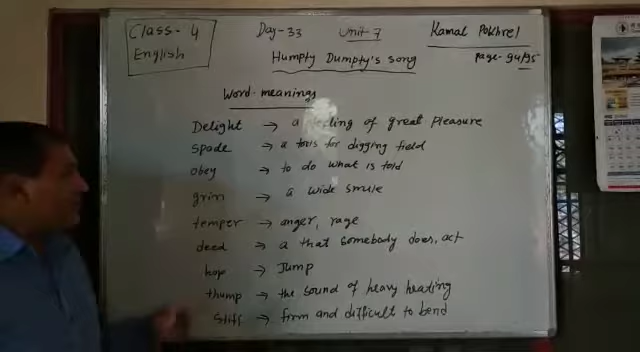 Class- 4
English
Day-33 Unit-7
Kamal Pokhrel
Humpty Dumpty's song
Page- 94/95
Word-meanings
Delight → a feeling of great pleasure
spade → a tools for digging field
obey → to do what is told
grin → a wide smile
temper → anger, rage
deed → a that somebody does, act
hop → Jump
thump → the sound of heavy heating
stiff → firm and difficult to bend